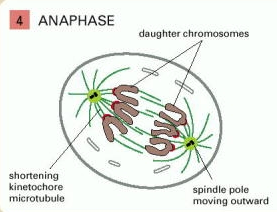 4 ANAPHASE
daughter chromosomes
shortening
kinetochore
microtubule
spindle pole
moving outward